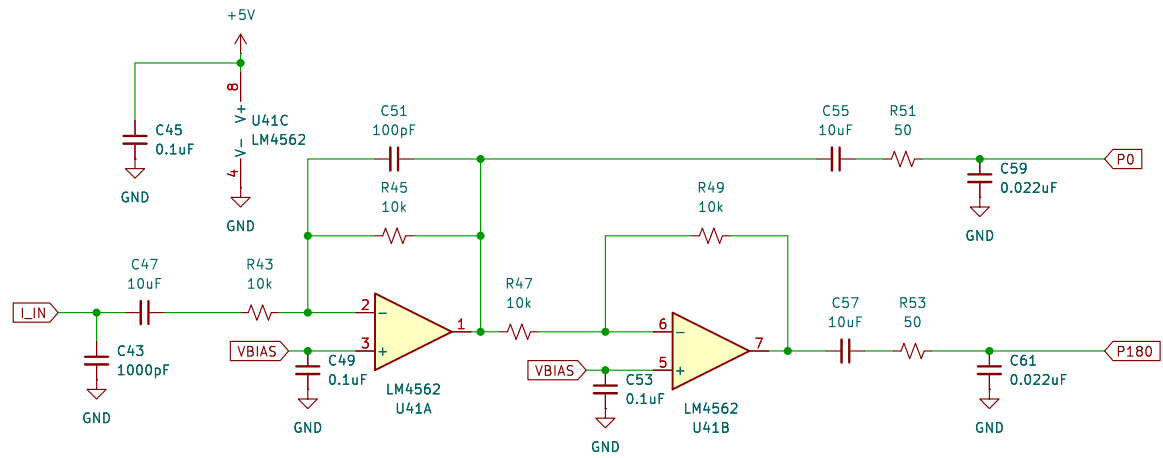 +5V
8
V+
U41C
LM4562
V-
4
C45
0.1uF
GND
GND
C51
100pF
R45
10k
C55
10uF
R51
50
P0
C59
0.022uF
GND
R49
10k
C47
10uF
R43
10k
I_IN
C43
1000pF
GND
2
-
3
+
1
VBIAS
C49
0.1uF
GND
LM4562
U41A
R47
10k
6
-
5
+
7
VBIAS
C53
0.1uF
GND
LM4562
U41B
C57
10uF
R53
50
P180
C61
0.022uF
GND